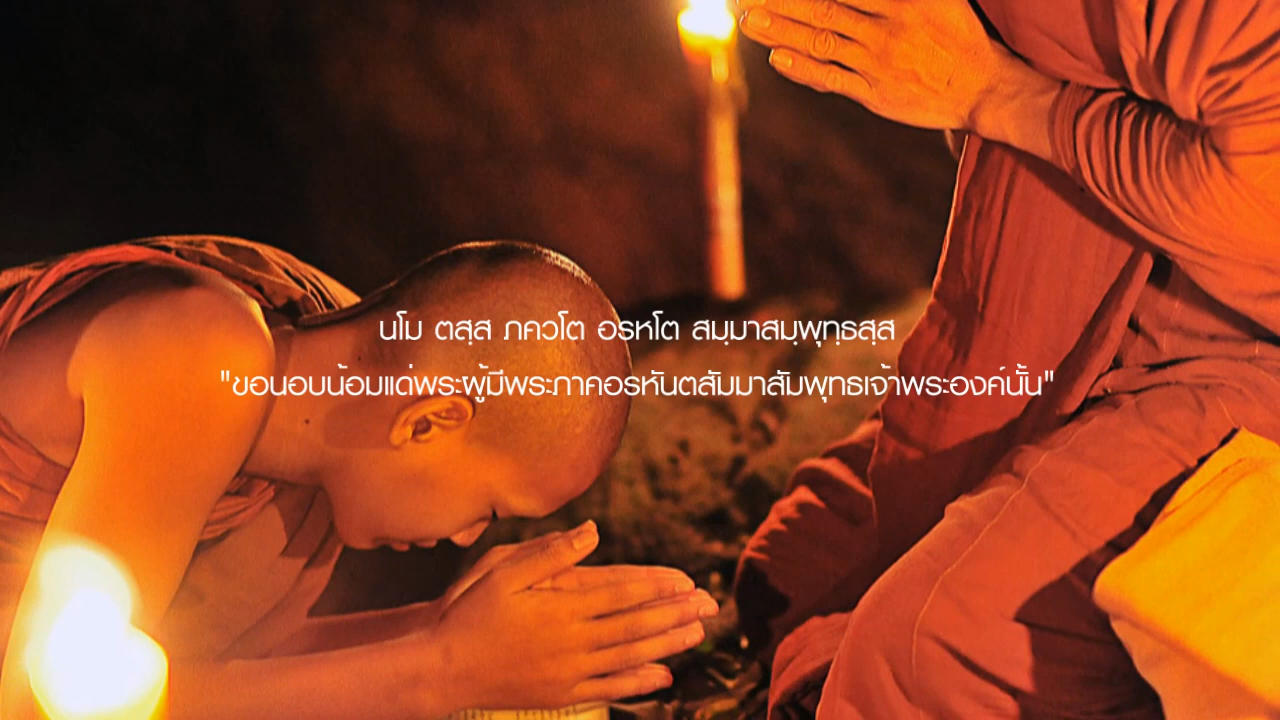 นโม ตสฺส ภควโต อรหโต สมฺมาสมฺพุทฺธสฺส
"ขอนอบน้อมแด่พระผู้มีพระภาคอรหันตสัมมาสัมพุทธเจ้าพระองค์นั้น"